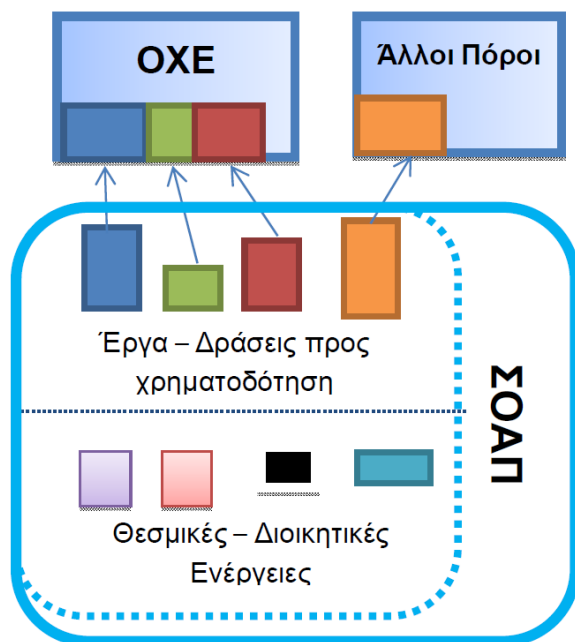 ΟΧΕ
Άλλοι Πόροι
Έργα – Δράσεις προς
χρηματοδότηση
ΣΟΑΠ
Θεσμικές – Διοικητικές
Ενέργειες